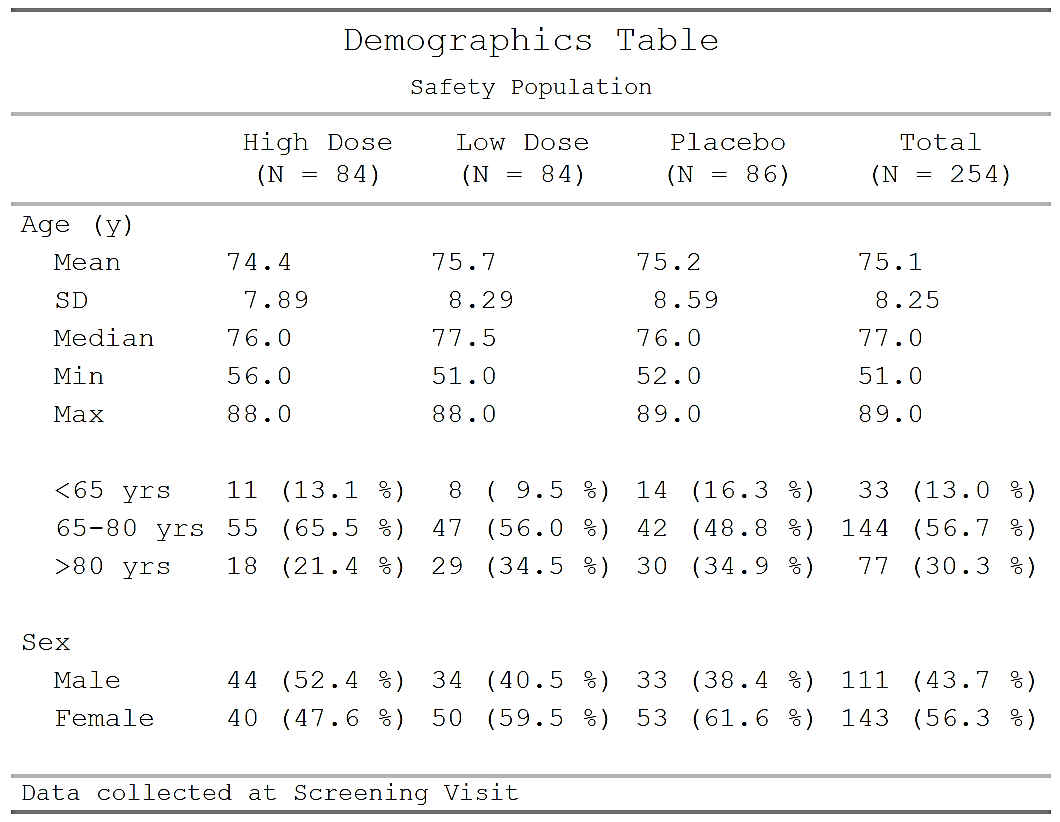 Demographics Table
Safety Population
High Dose Low Dose Placebo Total
(N = 84) (N = 84) (N = 86) (N = 254)
Age (y)
Mean 74.4 75.7 75.2 75.1
SD 7.89 8.29 8.59 8.25
Median 76.0 77.5 76.0 77.0
Min 56.0 51.0 52.0 51.0
Max 88.0 88.0 89.0 89.0
<65 yrs 11 (13.1 %) 8 ( 9.5 %) 14 (16.3 %) 33 (13.0 %)
65-80 yrs 55 (65.5 %) 47 (56.0 %) 42 (48.8 %) 144 (56.7 %)
>80 yrs 18 (21.4 %) 29 (34.5 %) 30 (34.9 %) 77 (30.3 %)
Sex
Male 44 (52.4 %) 34 (40.5 %) 33 (38.4 %) 111 (43.7 %)
Female 40 (47.6 %) 50 (59.5 %) 53 (61.6 %) 143 (56.3 %)
Data collected at Screening Visit